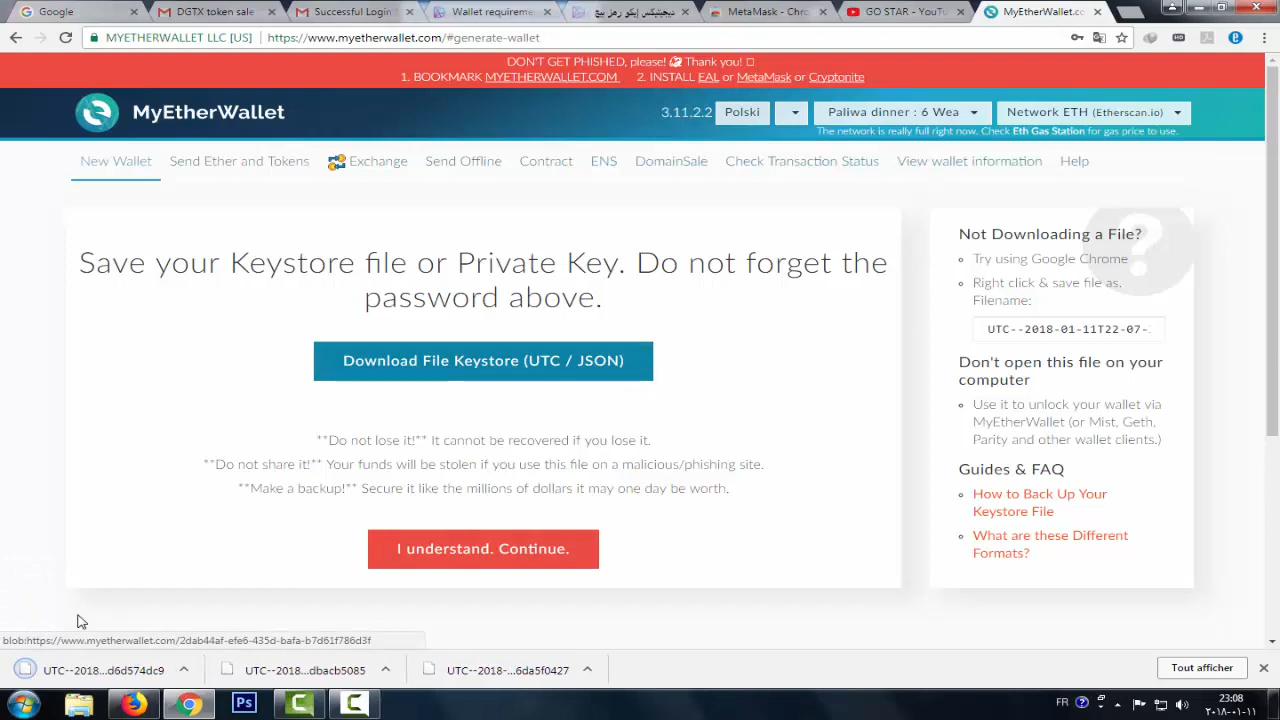 Google
DGTX token sale
Successful Login
Wallet requireme
ديجيتكس إيكو رمز بيع
MetaMask - Chro
GO STAR - YouTu
MyEtherWallet.co
MYETHERWALLET LLC [US]
https://www.myetherwallet.com/#generate-wallet
DON'T GET PHISHED, please! Thank you!
1. BOOKMARK MYETHERWALLET.COM 2. INSTALL EAL or MetaMask or Cryptonite
MyEtherWallet
3.11.2.2
Polski
Paliwa dinner : 6 Wea
Network ETH (Etherscan.io)
The network is really full right now. Check Eth Gas Station for gas price to use.
New Wallet
Send Ether and Tokens
Exchange
Send Offline
Contract
ENS
DomainSale
Check Transaction Status
View wallet information
Help
Save your Keystore file or Private Key. Do not forget the
password above.
Download File Keystore (UTC / JSON)
**Do not lose it!** It cannot be recovered if you lose it.
**Do not share it!** Your funds will be stolen if you use this file on a malicious/phishing site.
**Make a backup!** Secure it like the millions of dollars it may one day be worth.
I understand. Continue.
Not Downloading a File?
Try using Google Chrome
Right click & save file as.
Filename:
UTC--2018-01-11T22-07-
Don't open this file on your
computer
Use it to unlock your wallet via
MyEtherWallet (or Mist, Geth,
Parity and other wallet clients.)
Guides & FAQ
How to Back Up Your
Keystore File
What are these Different
Formats?
blob:https://www.myetherwallet.com/2dab44af-efe6-435d-bafa-b7d61f786d3f
UTC--2018...d6d574dc9
UTC--2018...dbacb5085
UTC--2018-...6da5f0427
Tout afficher
Ps
FR
23:08
٢٠١٨-٠١-١١